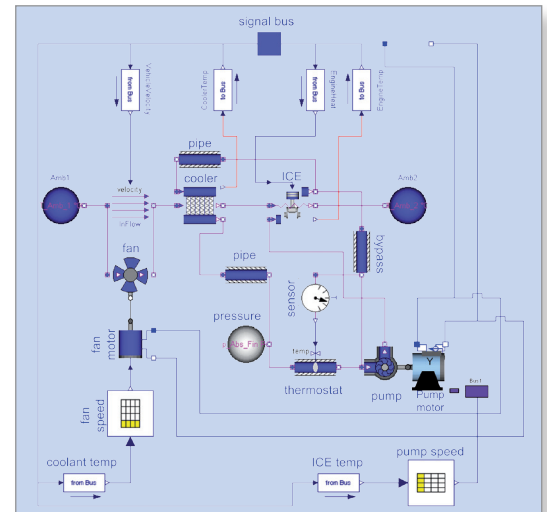 signal bus
VehicleVelocity
from Bus
CoolerTemp
to Bus
from Bus
EngineHeat
to Bus
EngineTemp
pipe
cooler
ICE
Amb1
velocity
inFlow
Amb2
fan
pipe
bypass
sensor
pressure
Abs_Fin
fan
motor
temp
thermostat
pump
Y
Pump
motor
fan
speed
coolant temp
from Bus
ICE temp
from Bus
pump speed